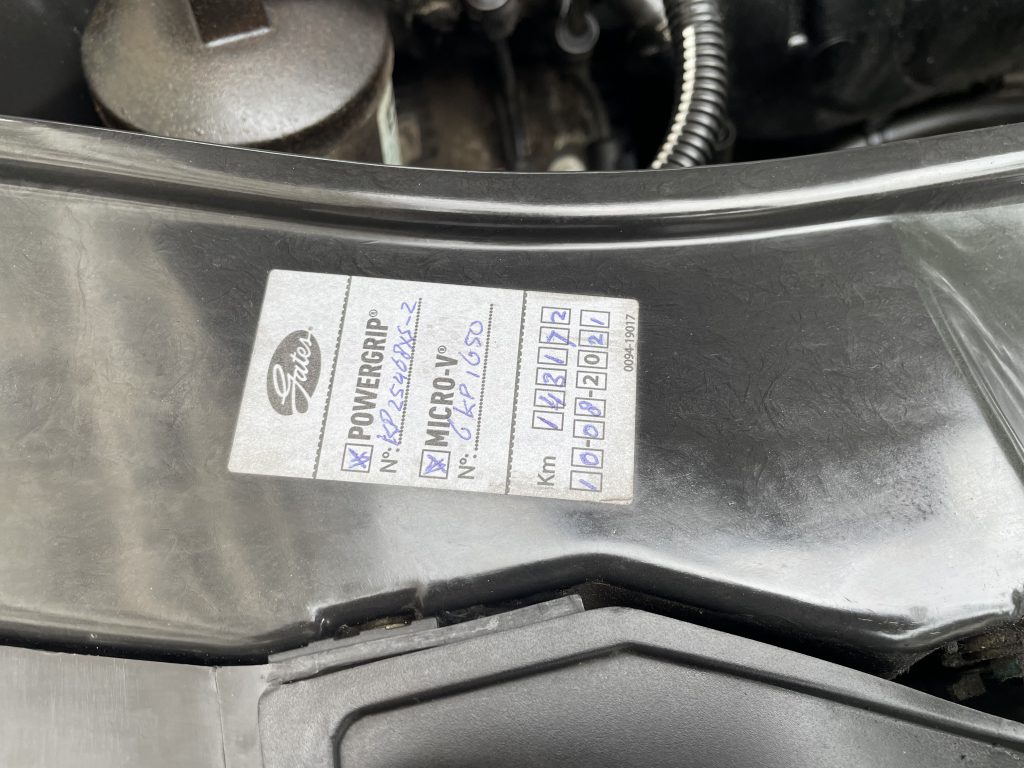 Gates®
POWERGRIP®
N°: KP25408XS-2
MICRO-V®
N°: 6KP1650
Km 143172
10-08-2021
0094-19017